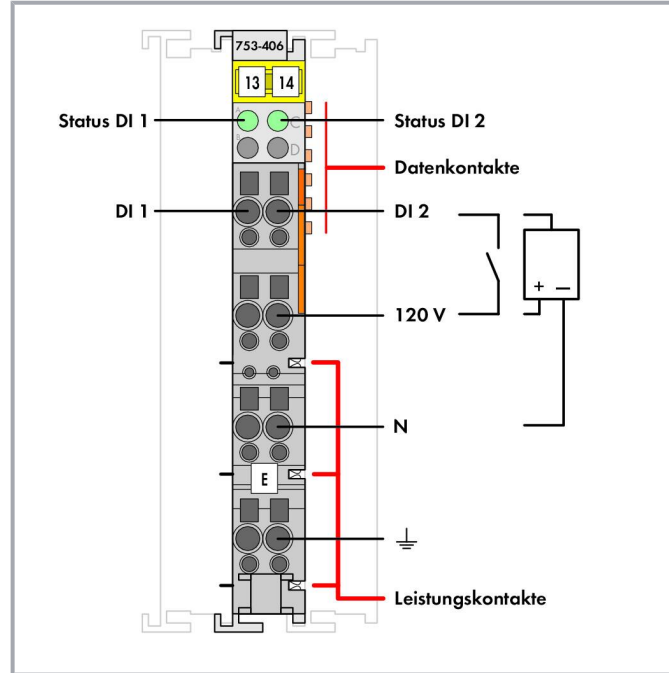 753-406
13 14
A C
Status DI 1
Status DI 2
D
Datenkontakte
DI 1
DI 2
+ —
120 V
N
E
Leistungskontakte